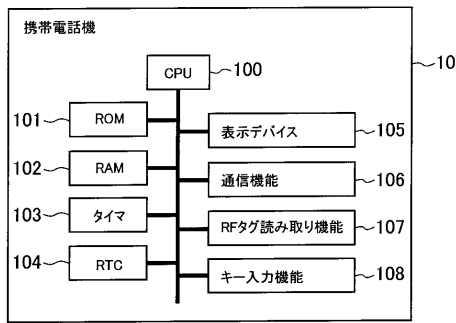 携帯電話機
10
CPU
100
101
ROM
表示デバイス
105
102
RAM
通信機能
106
103
タイマ
RFタグ読み取り機能
107
104
RTC
キー入力機能
108